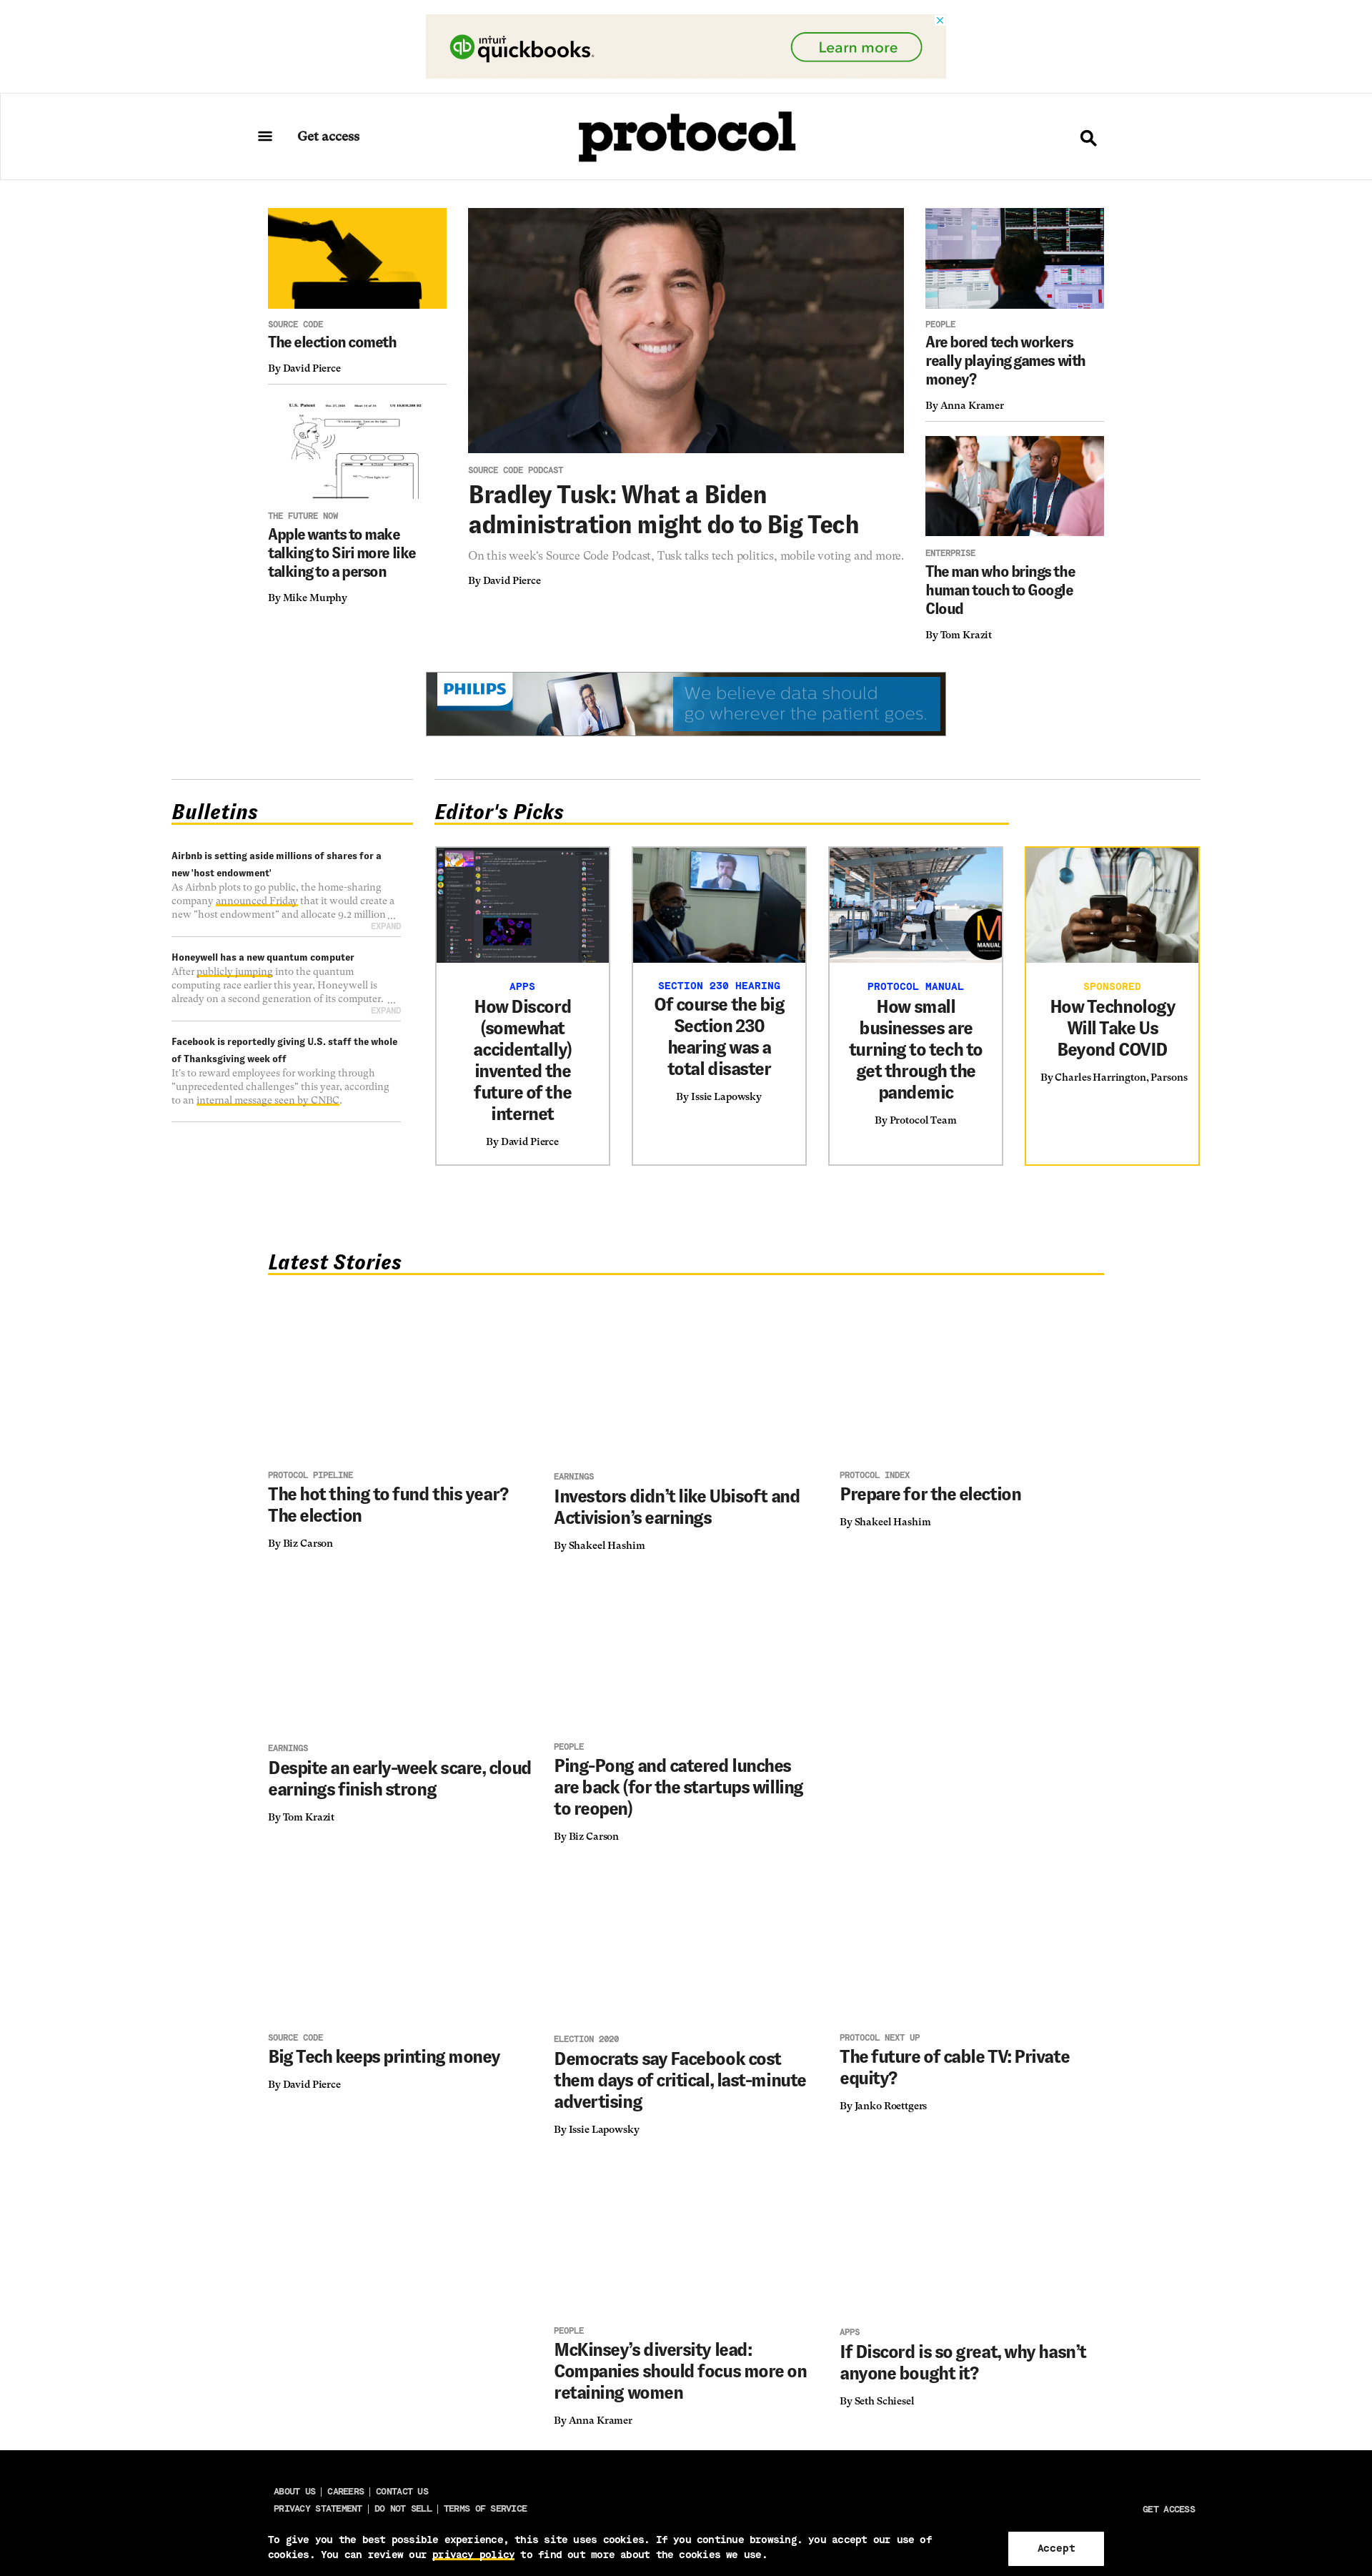 intuit
quickbooks.
Learn more
Get access
protocol
SOURCE CODE
The election cometh
By David Pierce
THE FUTURE NOW
Apple wants to make
talking to Siri more like
talking to a person
By Mike Murphy
SOURCE CODE PODCAST
Bradley Tusk: What a Biden
administration might do to Big Tech
On this week's Source Code Podcast, Tusk talks tech politics, mobile voting and more.
By David Pierce
PEOPLE
Are bored tech workers
really playing games with
money?
By Anna Kramer
ENTERPRISE
The man who brings the
human touch to Google
Cloud
By Tom Krazit
PHILIPS
We believe data should
go wherever the patient goes.
Bulletins
Airbnb is setting aside millions of shares for a
new 'host endowment'
As Airbnb plots to go public, the home-sharing
company announced Friday that it would create a
new "host endowment" and allocate 9.2 million ...
EXPAND
Honeywell has a new quantum computer
After publicly jumping into the quantum
computing race earlier this year, Honeywell is
already on a second generation of its computer. ...
EXPAND
Facebook is reportedly giving U.S. staff the whole
of Thanksgiving week off
It's to reward employees for working through
"unprecedented challenges" this year, according
to an internal message seen by CNBC.
Editor's Picks
APPS
How Discord
(somewhat
accidentally)
invented the
future of the
internet
By David Pierce
SECTION 230 HEARING
Of course the big
Section 230
hearing was a
total disaster
By Issie Lapowsky
MANUAL
PROTOCOL MANUAL
How small
businesses are
turning to tech to
get through the
pandemic
By Protocol Team
SPONSORED
How Technology
Will Take Us
Beyond COVID
By Charles Harrington, Parsons
Latest Stories
PROTOCOL PIPELINE
The hot thing to fund this year?
The election
By Biz Carson
EARNINGS
Investors didn't like Ubisoft and
Activision's earnings
By Shakeel Hashim
PROTOCOL INDEX
Prepare for the election
By Shakeel Hashim
EARNINGS
Despite an early-week scare, cloud
earnings finish strong
By Tom Krazit
PEOPLE
Ping-Pong and catered lunches
are back (for the startups willing
to reopen)
By Biz Carson
SOURCE CODE
Big Tech keeps printing money
By David Pierce
ELECTION 2020
Democrats say Facebook cost
them days of critical, last-minute
advertising
By Issie Lapowsky
PROTOCOL NEXT UP
The future of cable TV: Private
equity?
By Janko Roettgers
PEOPLE
McKinsey's diversity lead:
Companies should focus more on
retaining women
By Anna Kramer
APPS
If Discord is so great, why hasn't
anyone bought it?
By Seth Schiesel
ABOUT US | CAREERS | CONTACT US
PRIVACY STATEMENT | DO NOT SELL | TERMS OF SERVICE
GET ACCESS
To give you the best possible experience, this site uses cookies. If you continue browsing. you accept our use of
cookies. You can review our privacy policy to find out more about the cookies we use.
Accept